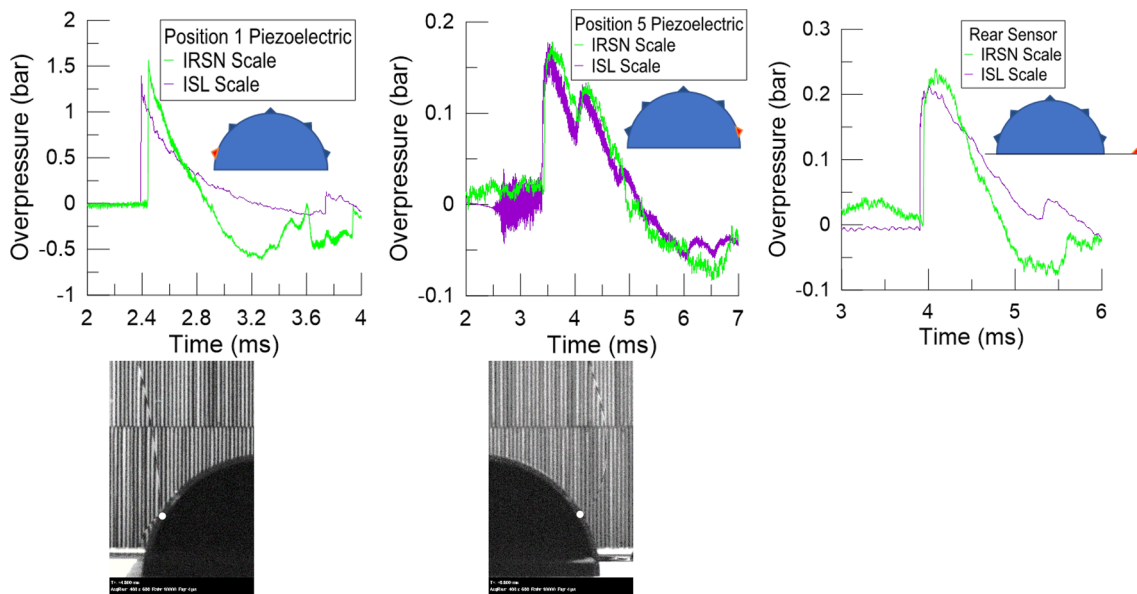 Overpressure (bar)
2
1.5
1
0.5
0
-0.5
-1
2
2.4
2.8
3.2
3.6
4
Time (ms)
Position 1 Piezoelectric
IRSN Scale
ISL Scale
Overpressure (bar)
0.2
0.1
0
-0.1
2
3
4
5
6
7
Time (ms)
Position 5 Piezoelectric
IRSN Scale
ISL Scale
Overpressure (bar)
0.3
0.2
0.1
0
-0.1
3
4
5
6
Time (ms)
Rear Sensor
IRSN Scale
ISL Scale